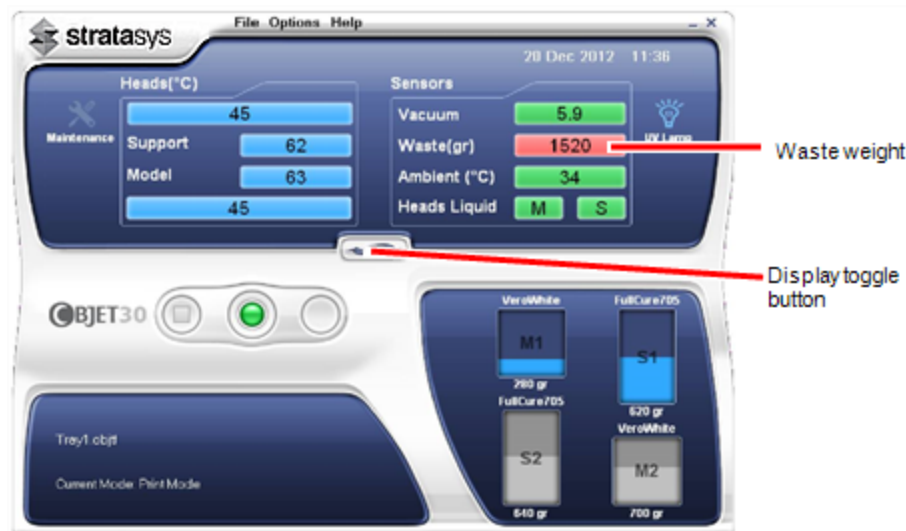 stratasys
File Options Help
20 Dec 2012 11:36
Heads(°C)
45
Support 62
Model 63
45
Maintenance
Sensors
Vacuum 5.9
Waste(gr) 1520
Ambient (°C) 34
Heads Liquid M S
UV Lamp
Waste weight
Display toggle
button
OBJET30
VeroWhite
M1
280 gr
FullCure705
S1
620 gr
FullCure705
S2
640 gr
VeroWhite
M2
700 gr
Tray1.objtf
Current Mode: Print Mode